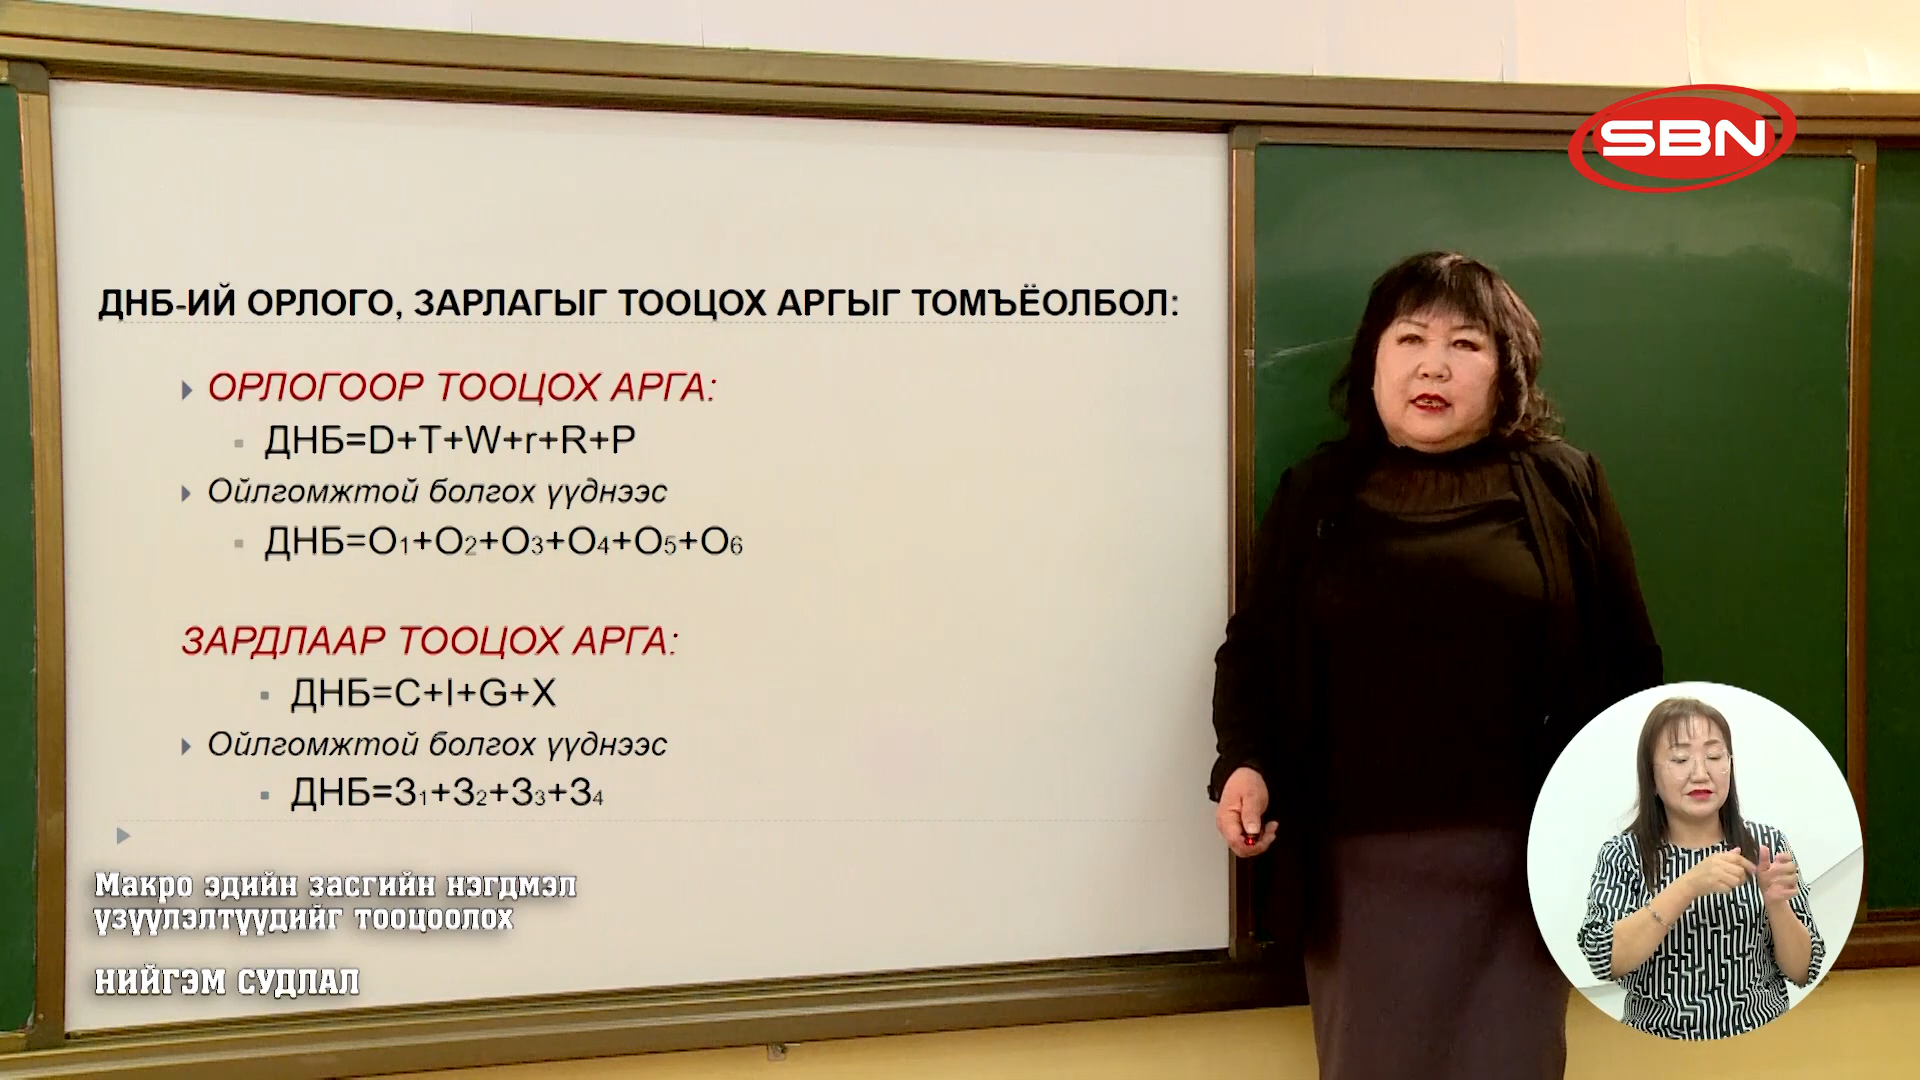 SBN
ДНБ-ИЙ ОРЛОГО, ЗАРЛАГЫГ ТООЦОХ АРГЫГ ТОМЪЁОЛБОЛ:
ОРЛОГООР ТООЦОХ АРГА:
ДНБ=D+T+W+r+R+P
Ойлгомжтой болгох үүднээс
ДНБ=О₁+О₂+О₃+О₄+О₅+О₆
ЗАРДЛААР ТООЦОХ АРГА:
ДНБ=C+I+G+X
Ойлгомжтой болгох үүднээс
ДНБ=З₁+З₂+З₃+З₄
Макро эдийн засгийн нэгдмэл
үзүүлэлтүүдийг тооцоолох
НИЙГЭМ СУДЛАЛ